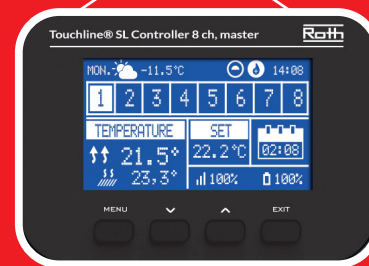 Touchline® SL Controller 8 ch, master Roth
MON. -11.5°C 14:08
1 2 3 4 5 6 7 8
TEMPERATURE SET
21.5° 22.2°C 02:08
23,3° 100% 100%
MENU EXIT